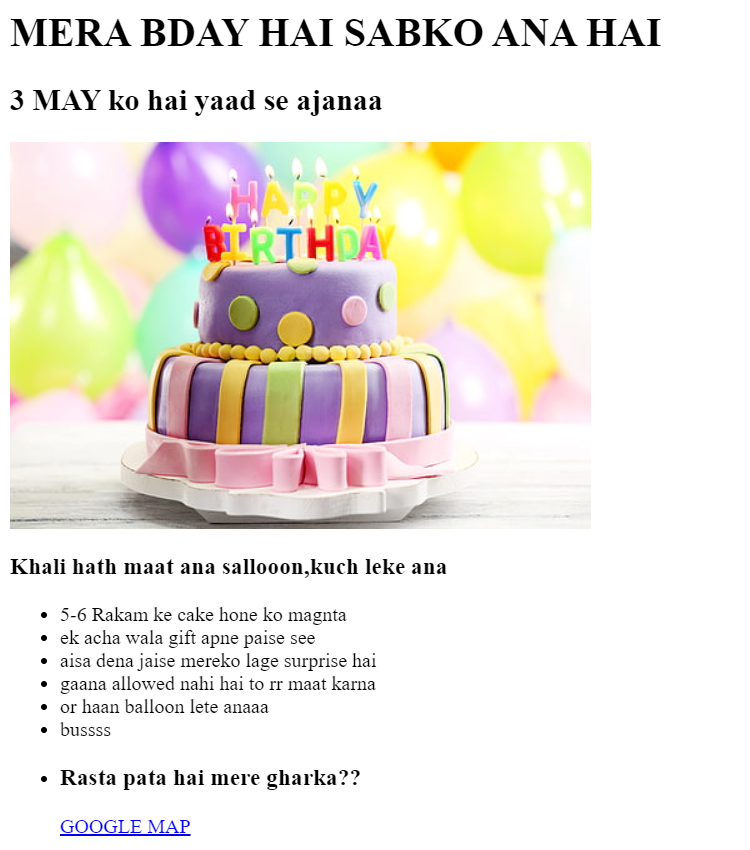 MERA BDAY HAI SABKO ANA HAI
3 MAY ko hai yaad se ajanaa
HAPPY
BIRTHDAY
Khali hath maat ana sallooon,kuch leke ana
5-6 Rakam ke cake hone ko magnta
ek acha wala gift apne paise see
aisa dena jaise mereko lage surprise hai
gaana allowed nahi hai to rr maat karna
or haan balloon lete anaaa
bussss
Rasta pata hai mere gharka??
GOOGLE MAP